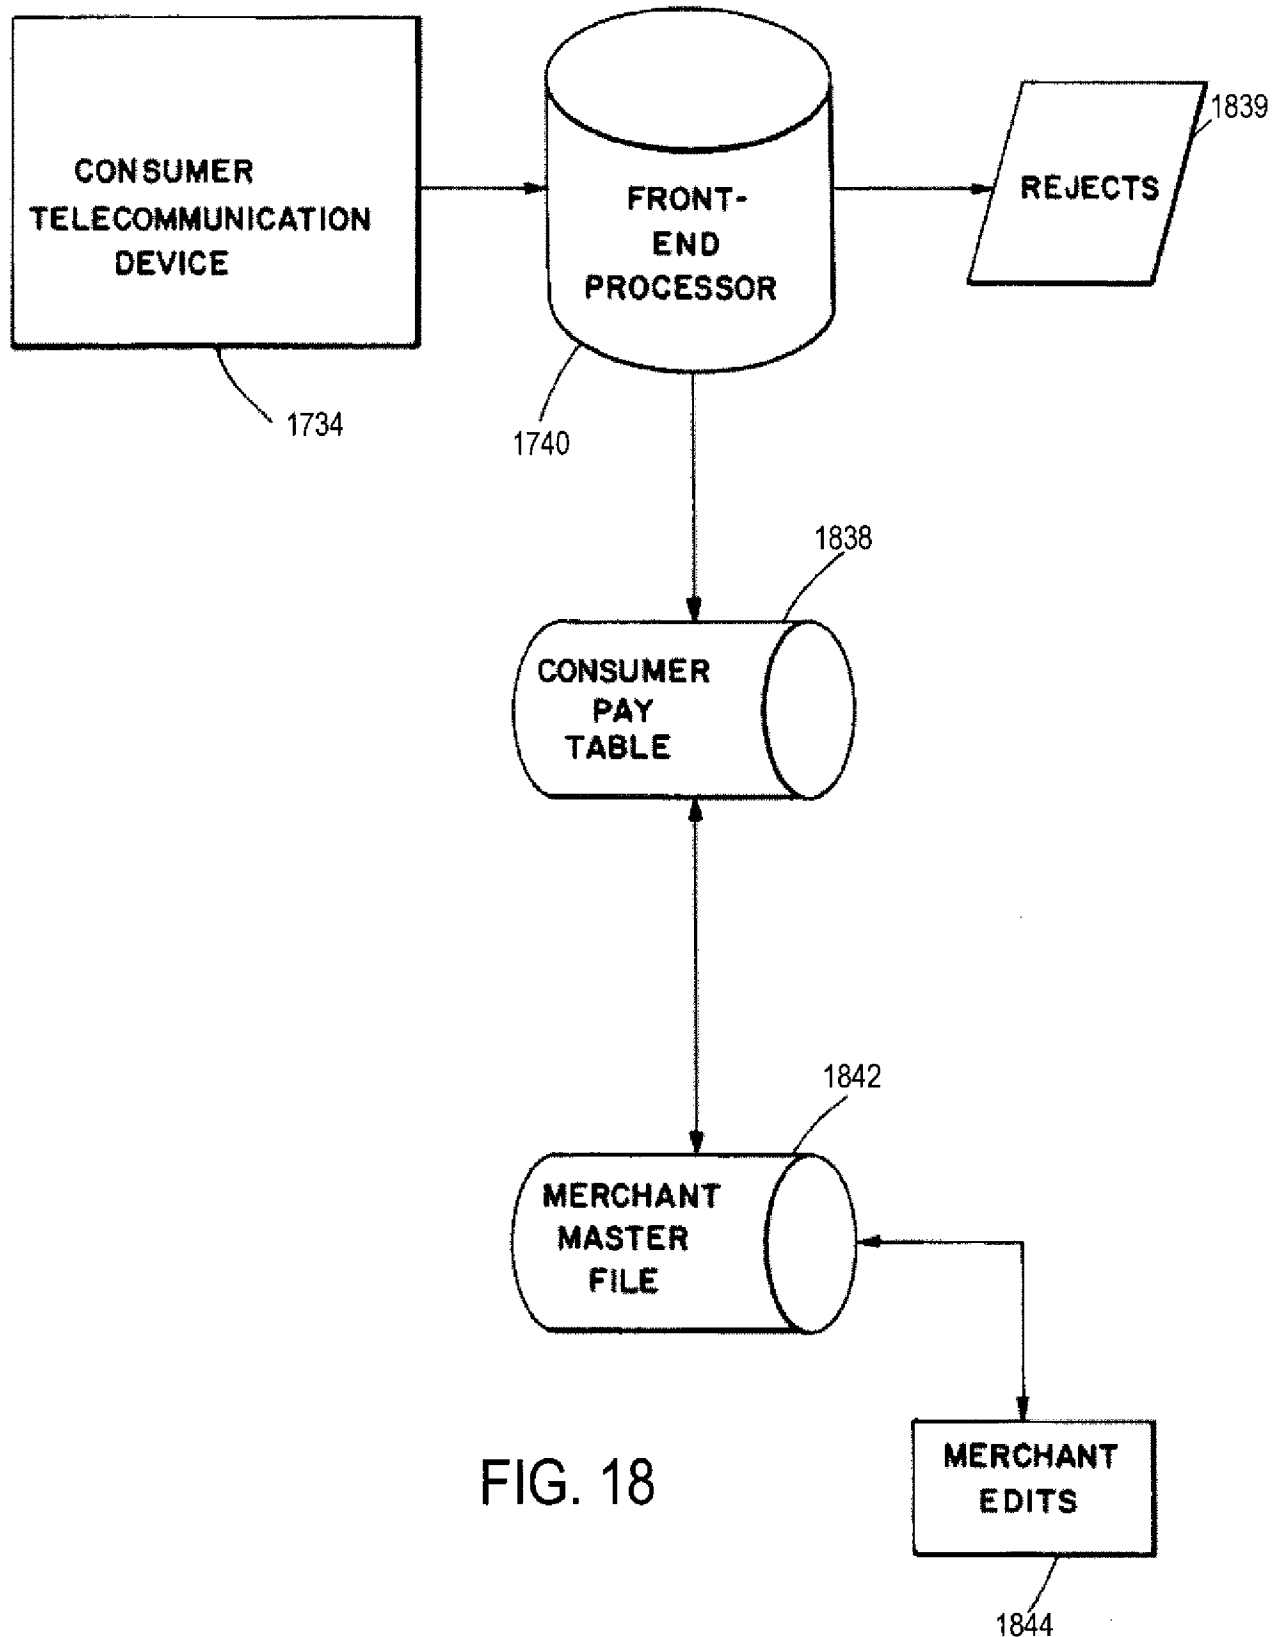 CONSUMER
TELECOMMUNICATION
DEVICE
1734
FRONT-
END
PROCESSOR
1740
REJECTS
1839
1838
CONSUMER
PAY
TABLE
1842
MERCHANT
MASTER
FILE
MERCHANT
EDITS
1844
FIG. 18